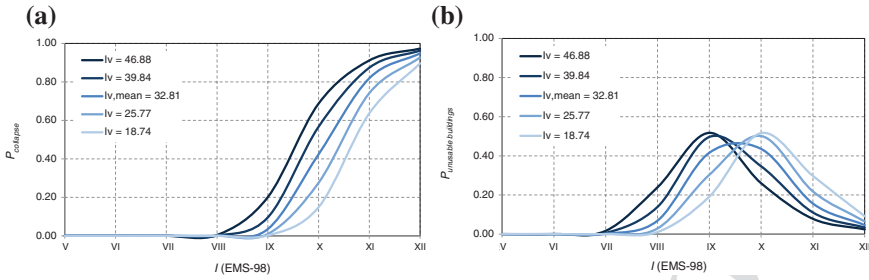 (a)
1.00
0.80
0.60
0.40
0.20
0.00
P collapse
Iv = 46.88
Iv = 39.84
Iv,mean = 32.81
Iv = 25.77
Iv = 18.74
V VI VII VIII IX X XI XII
I (EMS-98)
(b)
1.00
0.80
0.60
0.40
0.20
0.00
P unusable buildings
Iv = 46.88
Iv = 39.84
Iv,mean = 32.81
Iv = 25.77
Iv = 18.74
V VI VII VIII IX X XI XII
I (EMS-98)